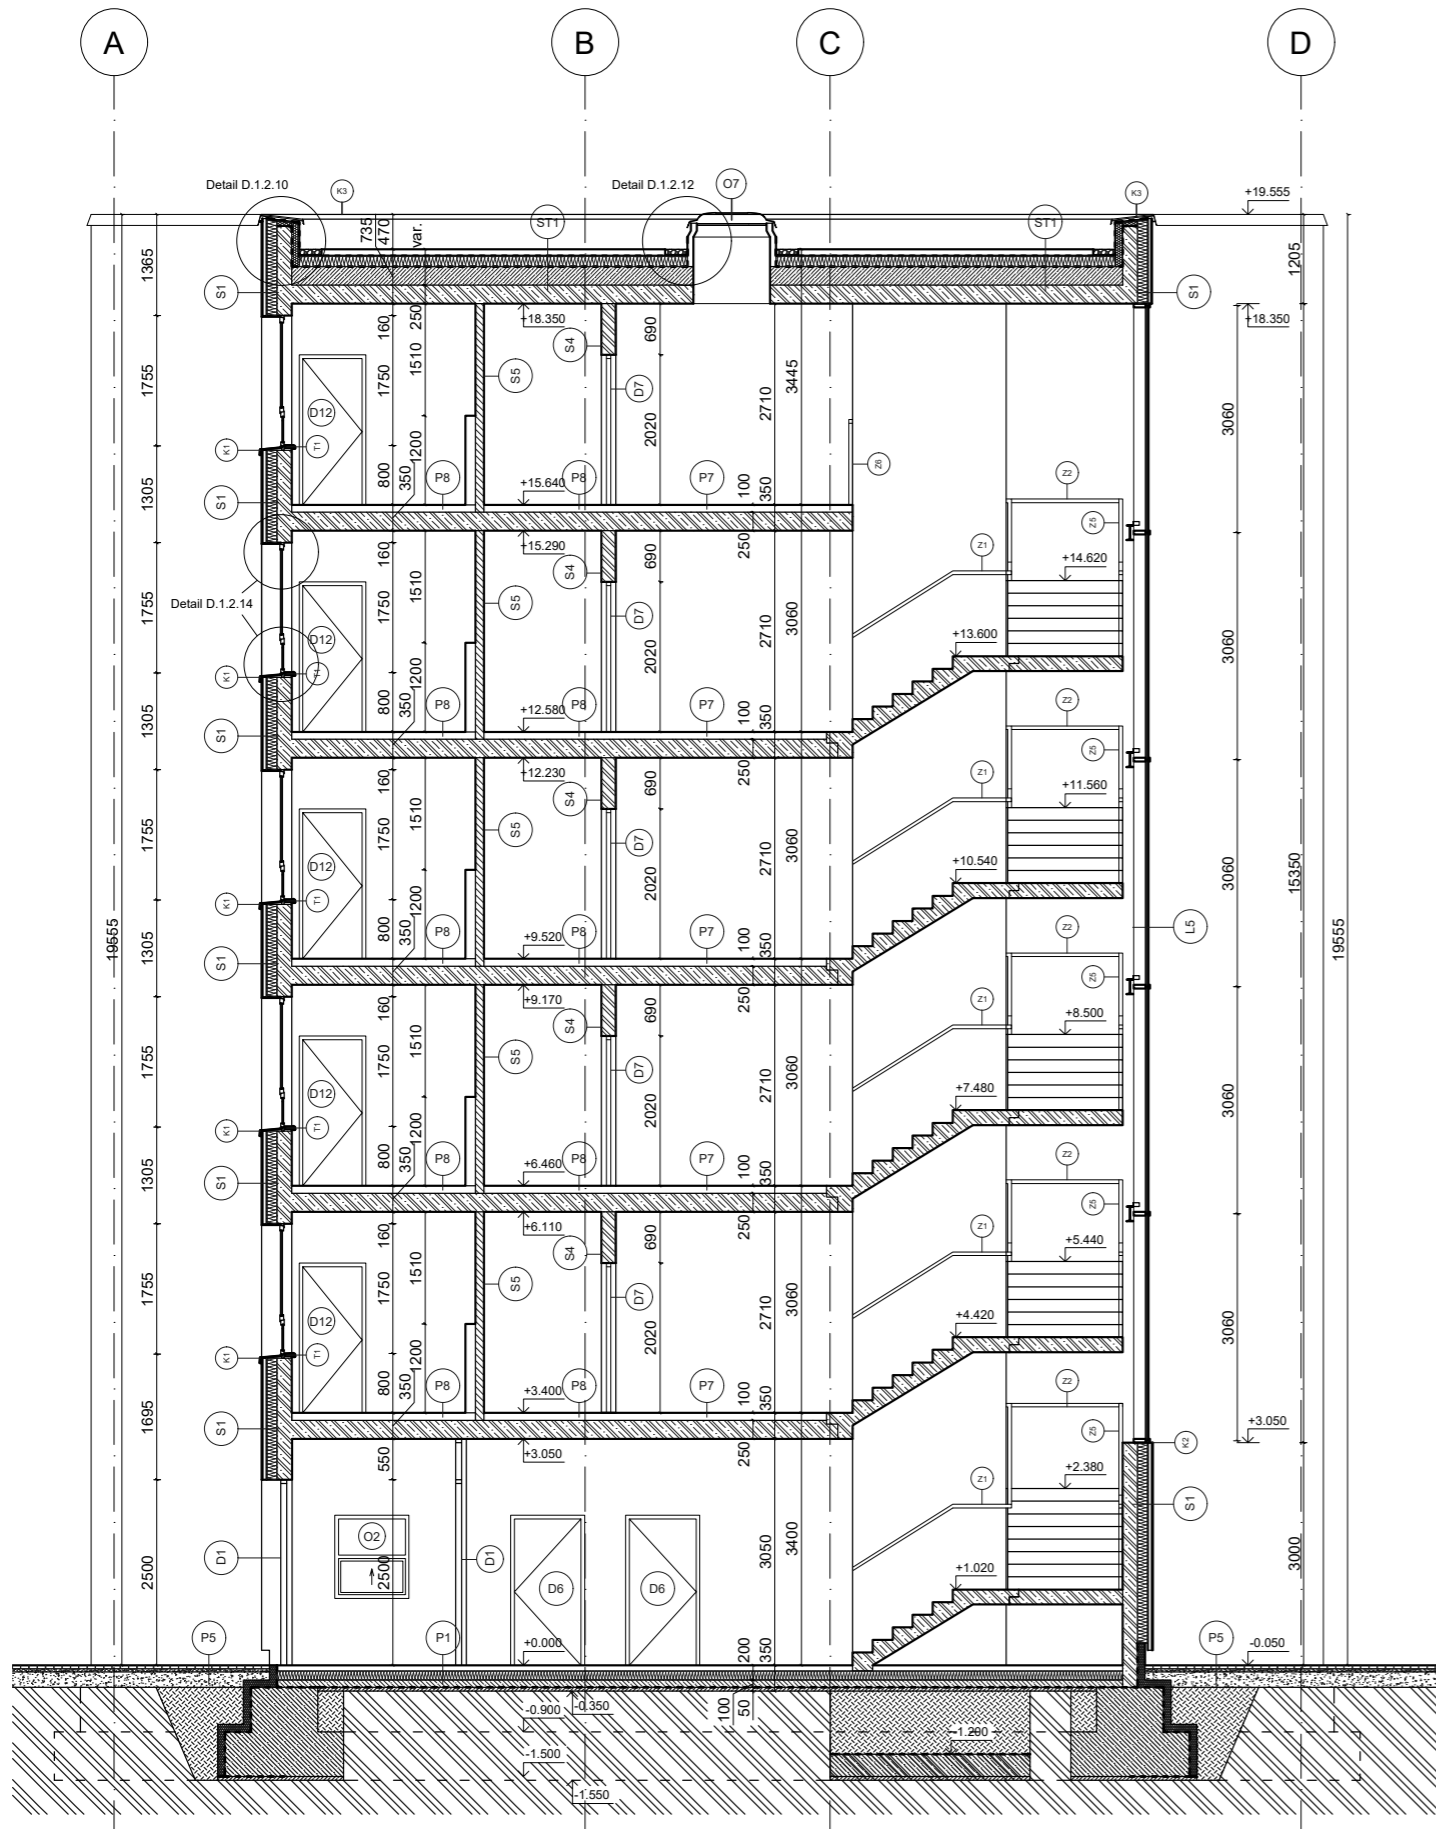 A
B
C
D
Detail D.1.2.10
K3
Detail D.1.2.12
O7
K3
+19.555
735
470
var.
ST1
ST1
1365
1205
S1
S1
160
250
+18.350
690
+18.350
S4
1755
1750
1510
S5
D7
2710
3445
3060
D12
2020
K1
T1
1200
800
350
P8
P8
P7
Z6
1305
S1
+15.640
100
350
Z2
Z5
160
+15.290
690
250
Z1
S4
+14.620
1755
Detail D.1.2.14
1750
1510
S5
D7
2710
3060
3060
D12
2020
+13.600
K1
T1
1200
800
350
P8
P8
P7
1305
S1
+12.580
100
350
Z2
Z5
160
+12.230
690
250
Z1
S4
+11.560
1755
1750
1510
S5
D7
2710
3060
3060
15350
D12
2020
+10.540
K1
T1
1200
800
350
P8
P8
P7
L5
19555
19555
1305
S1
+9.520
100
350
Z2
Z5
160
+9.170
690
250
Z1
S4
+8.500
1755
1750
1510
S5
D7
2710
3060
3060
D12
2020
+7.480
K1
T1
1200
800
350
P8
P8
P7
1305
S1
+6.460
100
350
Z2
Z5
160
+6.110
690
250
Z1
S4
+5.440
1755
1750
1510
S5
D7
2710
3060
3060
D12
2020
+4.420
K1
T1
1200
800
350
P8
P8
P7
1695
S1
+3.400
100
350
Z2
Z5
K2
+3.050
550
+3.050
250
Z1
+2.380
S1
O2
D1
2500
2500
D1
D6
D6
3050
3400
+1.020
3000
P5
P1
+0.000
200
350
P5
-0.050
-0.900
-0.350
100
50
-1.200
-1.500
-1.550